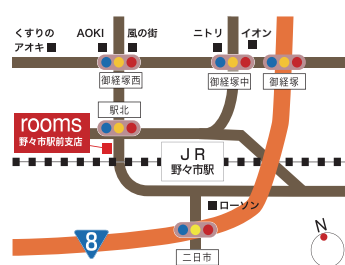 くすりの
アオキ
AOKI
風の街
ニトリ
イオン
御経塚西
御経塚中
御経塚
駅北
rooms
野々市駅前支店
JR
野々市駅
ローソン
8
二日市
N